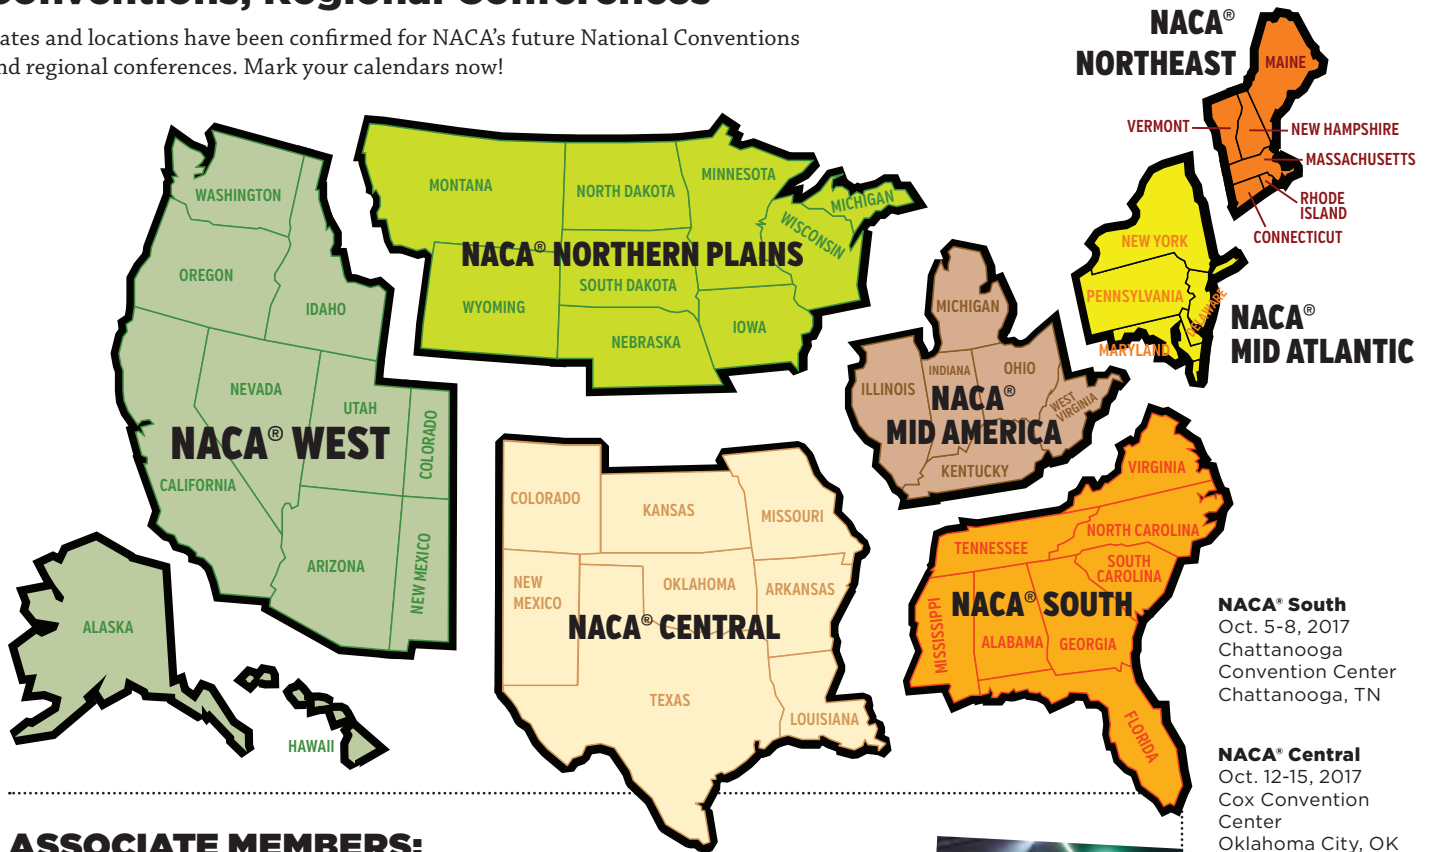 Regional Conferences
ates and locations have been confirmed for NACA's future National Conventions
nd regional conferences. Mark your calendars now!
NACA®
NORTHEAST
MAINE
VERMONT
NEW HAMPSHIRE
MASSACHUSETTS
RHODE
ISLAND
CONNECTICUT
NACA® WEST
WASHINGTON
OREGON
IDAHO
NEVADA
UTAH
COLORADO
CALIFORNIA
ARIZONA
NEW MEXICO
ALASKA
HAWAII
NACA® NORTHERN PLAINS
MONTANA
NORTH DAKOTA
MINNESOTA
MICHIGAN
WISCONSIN
WYOMING
SOUTH DAKOTA
NEBRASKA
IOWA
NACA®
MID AMERICA
MICHIGAN
ILLINOIS
INDIANA
OHIO
WEST
VIRGINIA
KENTUCKY
NACA®
MID ATLANTIC
NEW YORK
PENNSYLVANIA
DELAWARE
MARYLAND
NACA® CENTRAL
COLORADO
KANSAS
MISSOURI
NEW
MEXICO
OKLAHOMA
ARKANSAS
TEXAS
LOUISIANA
NACA® SOUTH
VIRGINIA
NORTH CAROLINA
TENNESSEE
SOUTH
CAROLINA
MISSISSIPPI
ALABAMA
GEORGIA
FLORIDA
NACA® South
Oct. 5-8, 2017
Chattanooga
Convention Center
Chattanooga, TN
NACA® Central
Oct. 12-15, 2017
Cox Convention
Center
Oklahoma City, OK
ASSOCIATE MEMBERS: